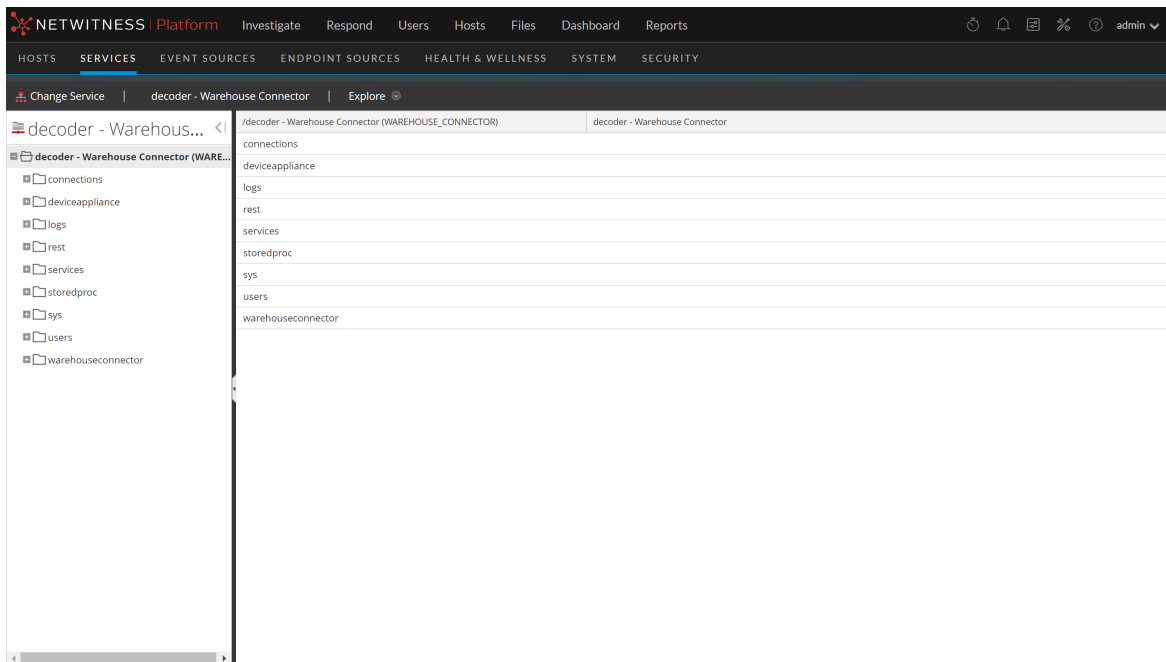 NETWITNESS | Platform Investigate Respond Users Hosts Files Dashboard Reports admin
HOSTS SERVICES EVENT SOURCES ENDPOINT SOURCES HEALTH & WELLNESS SYSTEM SECURITY
Change Service | decoder - Warehouse Connector | Explore
decoder - Warehous...
decoder - Warehouse Connector (WARE...
connections
deviceappliance
logs
rest
services
storedproc
sys
users
warehouseconnector
/decoder - Warehouse Connector (WAREHOUSE_CONNECTOR) decoder - Warehouse Connector
connections
deviceappliance
logs
rest
services
storedproc
sys
users
warehouseconnector